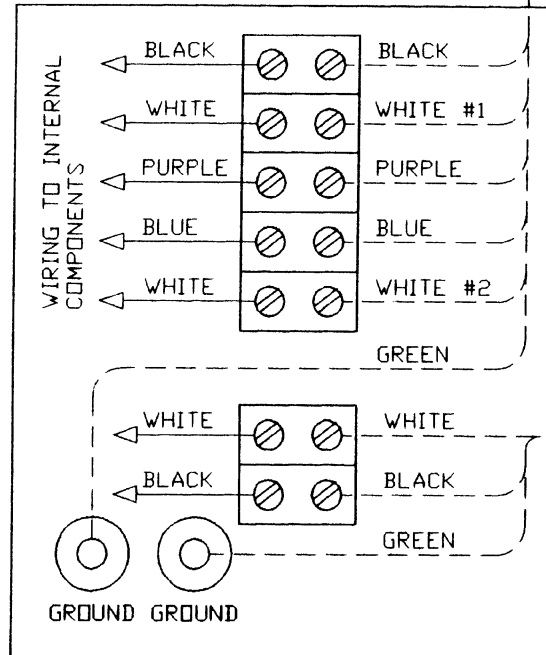 WIRING TO INTERNAL
COMPONENTS
BLACK BLACK
WHITE WHITE #1
PURPLE PURPLE
BLUE BLUE
WHITE WHITE #2
GREEN
WHITE WHITE
BLACK BLACK
GREEN
GROUND GROUND